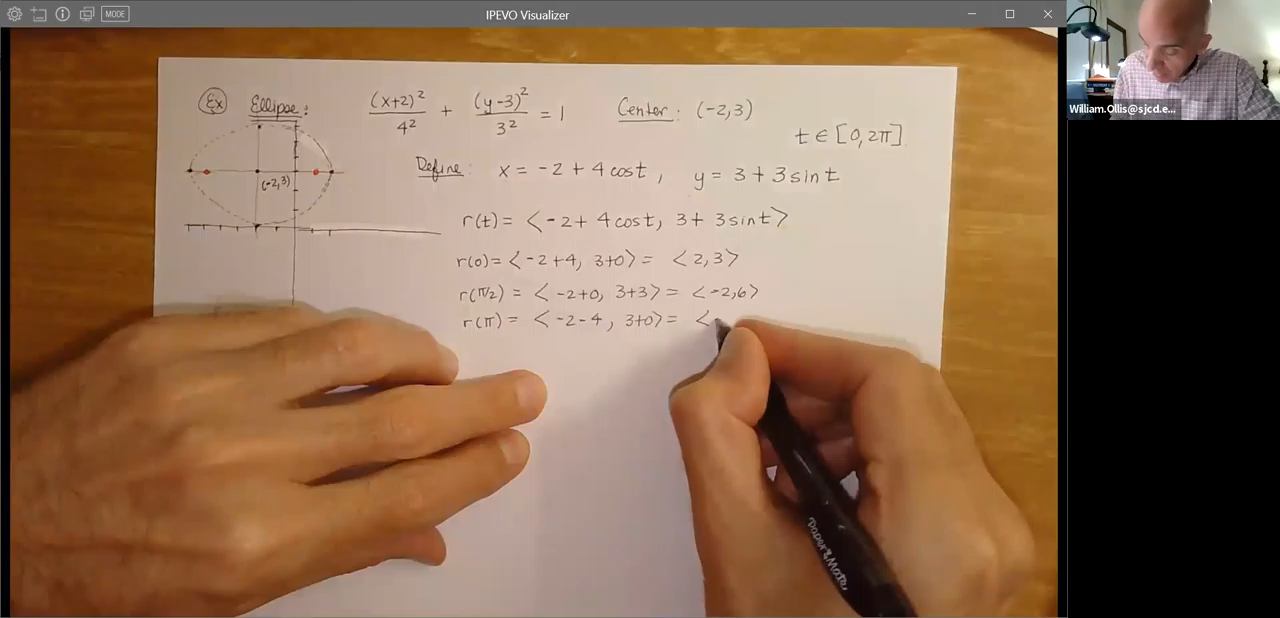 IPEVO Visualizer
MODE
William.Ollis@sjcd.e...
Ex Ellipse: (x+2)²/4² + (y-3)²/3² = 1 Center: (-2,3)
t ∈ [0,2π]
(-2,3)
Define: x = -2 + 4cost, y = 3 + 3sint
r(t) = <-2+ 4cost, 3+ 3sint>
r(0) = <-2+4, 3+0> = <2,3>
r(π/2) = <-2+0, 3+3> = <-2,6>
r(π) = <-2-4, 3+0> = <
Paper Mate